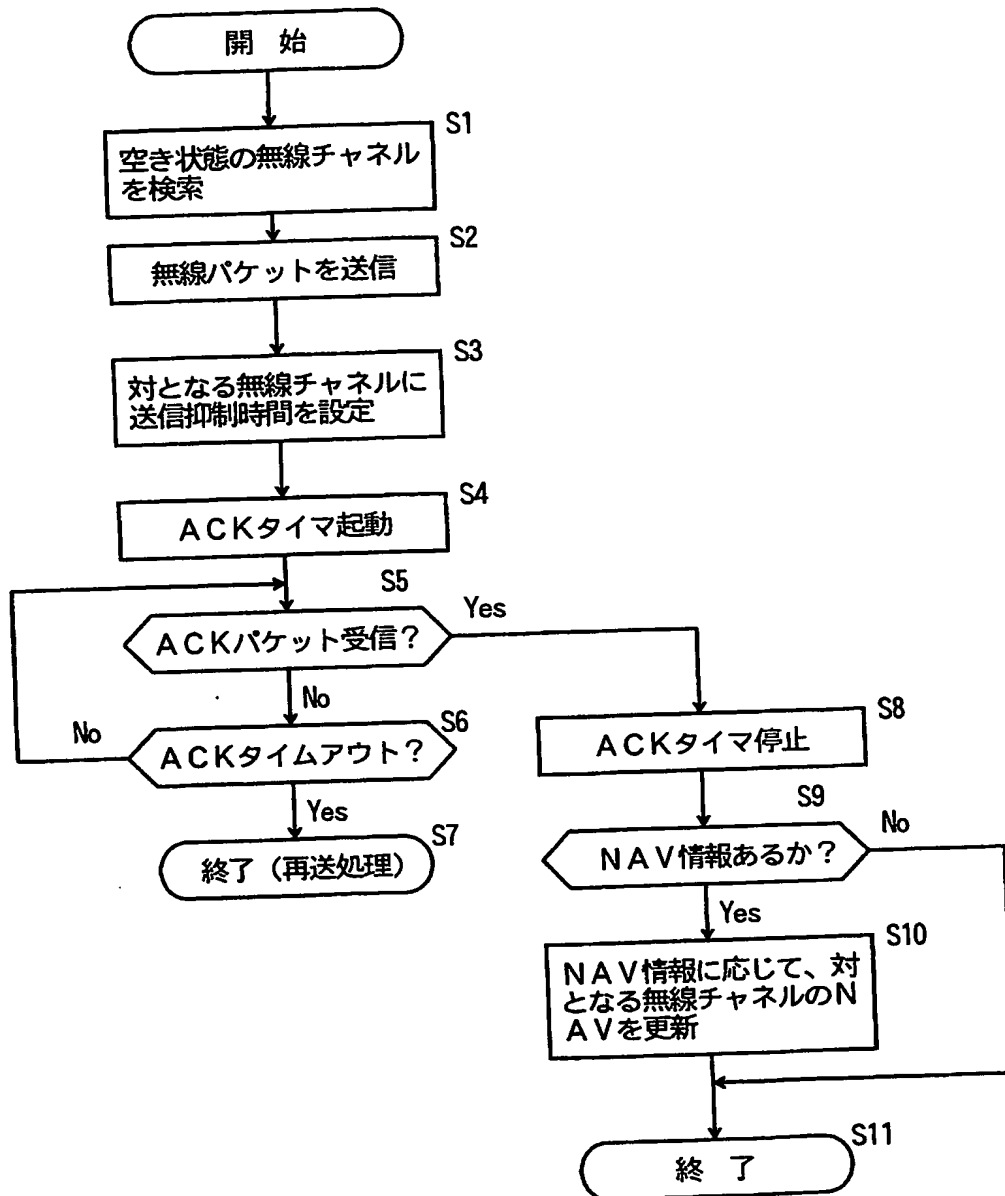 開 始
S1
空き状態の無線チャネル
を検索
S2
無線パケットを送信
S3
対となる無線チャネルに
送信抑制時間を設定
S4
ACKタイマ起動
S5
ACKパケット受信?
Yes
No
S6
ACKタイムアウト?
No
Yes
S7
終了(再送処理)
S8
ACKタイマ停止
S9
NAV情報あるか?
No
Yes
S10
NAV情報に応じて、対
となる無線チャネルのN
AVを更新
S11
終 了